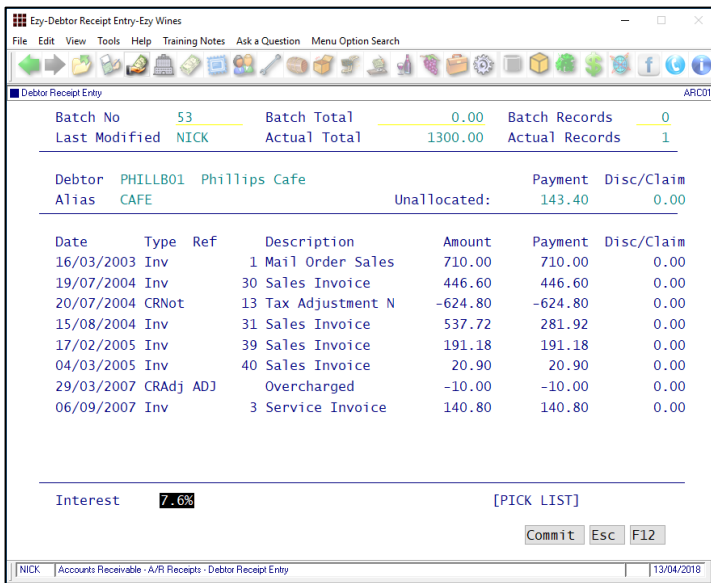 Ezy-Debtor Receipt Entry-Ezy Wines
File Edit View Tools Help Training Notes Ask a Question Menu Option Search
Debtor Receipt Entry ARC01
Batch No 53 Batch Total 0.00 Batch Records 0
Last Modified NICK Actual Total 1300.00 Actual Records 1
Debtor PHILLB01 Phillips Cafe Payment Disc/Claim
Alias CAFE Unallocated: 143.40 0.00
Date Type Ref Description Amount Payment Disc/Claim
16/03/2003 Inv 1 Mail Order Sales 710.00 710.00 0.00
19/07/2004 Inv 30 Sales Invoice 446.60 446.60 0.00
20/07/2004 CRNot 13 Tax Adjustment N -624.80 -624.80 0.00
15/08/2004 Inv 31 Sales Invoice 537.72 281.92 0.00
17/02/2005 Inv 39 Sales Invoice 191.18 191.18 0.00
04/03/2005 Inv 40 Sales Invoice 20.90 20.90 0.00
29/03/2007 CRAdj ADJ Overcharged -10.00 -10.00 0.00
06/09/2007 Inv 3 Service Invoice 140.80 140.80 0.00
Interest 7.6% [PICK LIST]
Commit Esc F12
NICK Accounts Receivable - A/R Receipts - Debtor Receipt Entry 13/04/2018